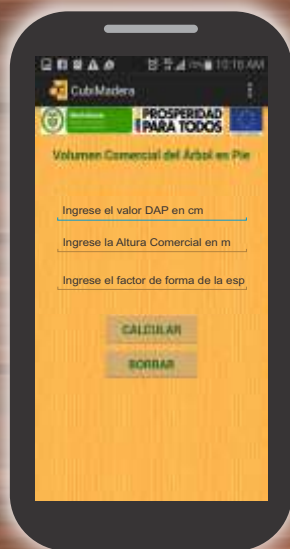 10:16 AM
CubiMadera
PROSPERIDAD
PARA TODOS
Volumen Comercial del Árbol en Pie
Ingrese el valor DAP en cm
Ingrese la Altura Comercial en m
Ingrese el factor de forma de la esp
CALCULAR
BORRAR